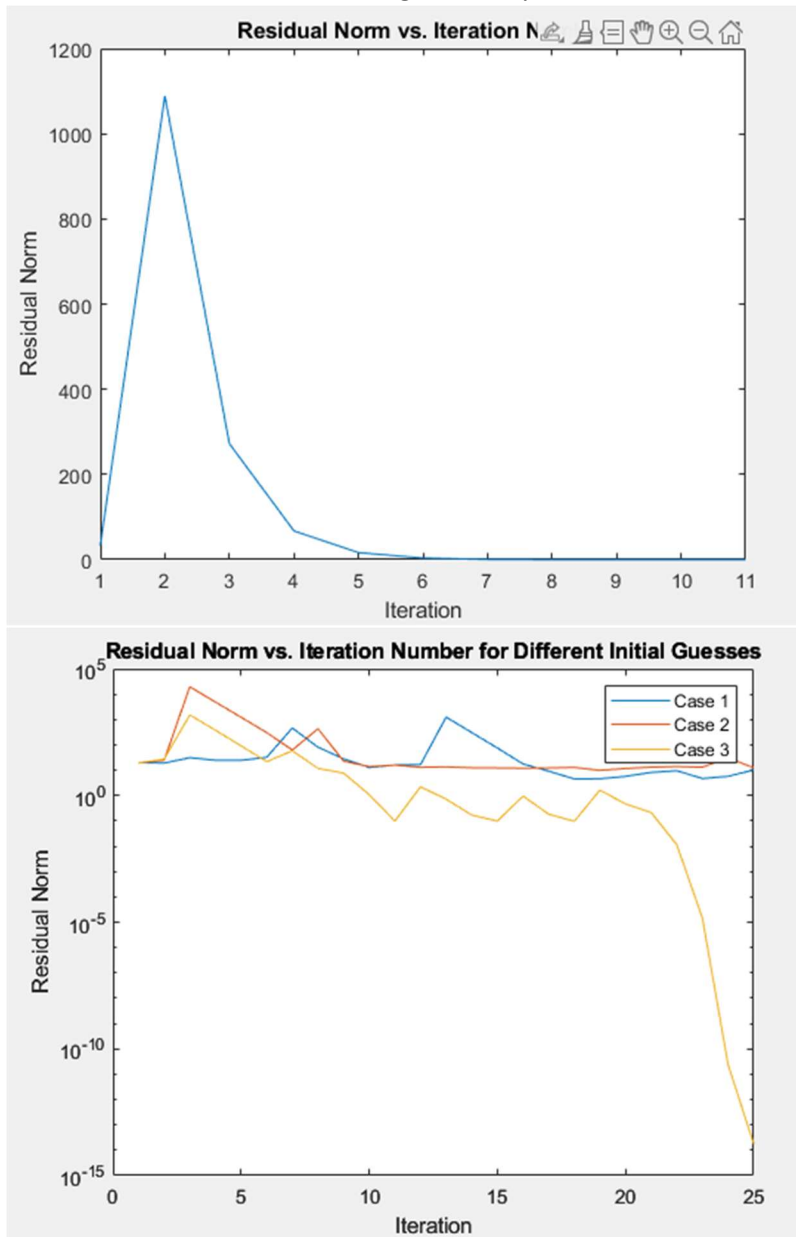 Residual Norm vs. Iteration N
1200
1000
800
600
400
200
0
Residual Norm
1 2 3 4 5 6 7 8 9 10 11
Iteration
Residual Norm vs. Iteration Number for Different Initial Guesses
10^5
10^0
10^-5
10^-10
10^-15
Residual Norm
Case 1
Case 2
Case 3
0 5 10 15 20 25
Iteration